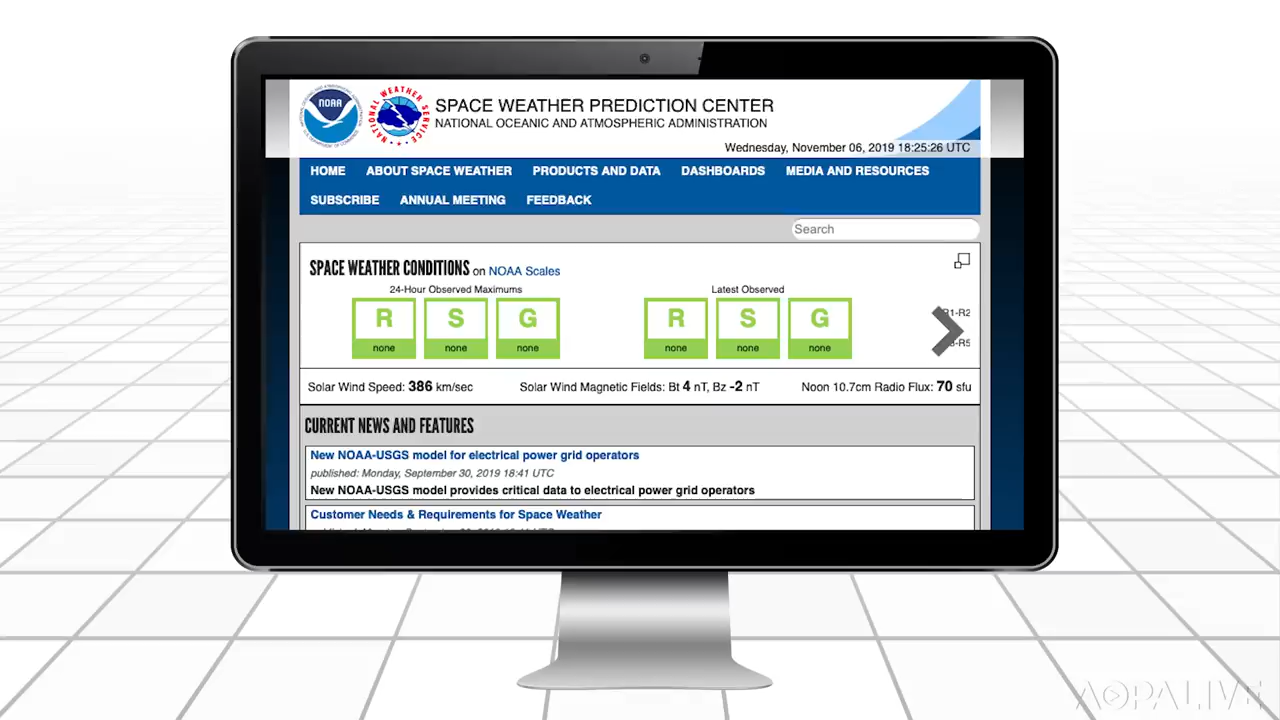 NOAA
NATIONAL WEATHER SERVICE
SPACE WEATHER PREDICTION CENTER
NATIONAL OCEANIC AND ATMOSPHERIC ADMINISTRATION
Wednesday, November 06, 2019 18:25:26 UTC
HOME ABOUT SPACE WEATHER PRODUCTS AND DATA DASHBOARDS MEDIA AND RESOURCES
SUBSCRIBE ANNUAL MEETING FEEDBACK
Search
SPACE WEATHER CONDITIONS on NOAA Scales
24-Hour Observed Maximums Latest Observed
R S G R S G
none none none none none none
Solar Wind Speed: 386 km/sec Solar Wind Magnetic Fields: Bt 4 nT, Bz -2 nT Noon 10.7cm Radio Flux: 70 sfu
CURRENT NEWS AND FEATURES
New NOAA-USGS model for electrical power grid operators
published: Monday, September 30, 2019 18:41 UTC
New NOAA-USGS model provides critical data to electrical power grid operators
Customer Needs & Requirements for Space Weather
AOPA LIVE